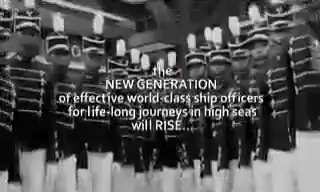 the
NEW GENERATION
of effective world-class ship officers
for life-long journeys in high seas
will RISE...